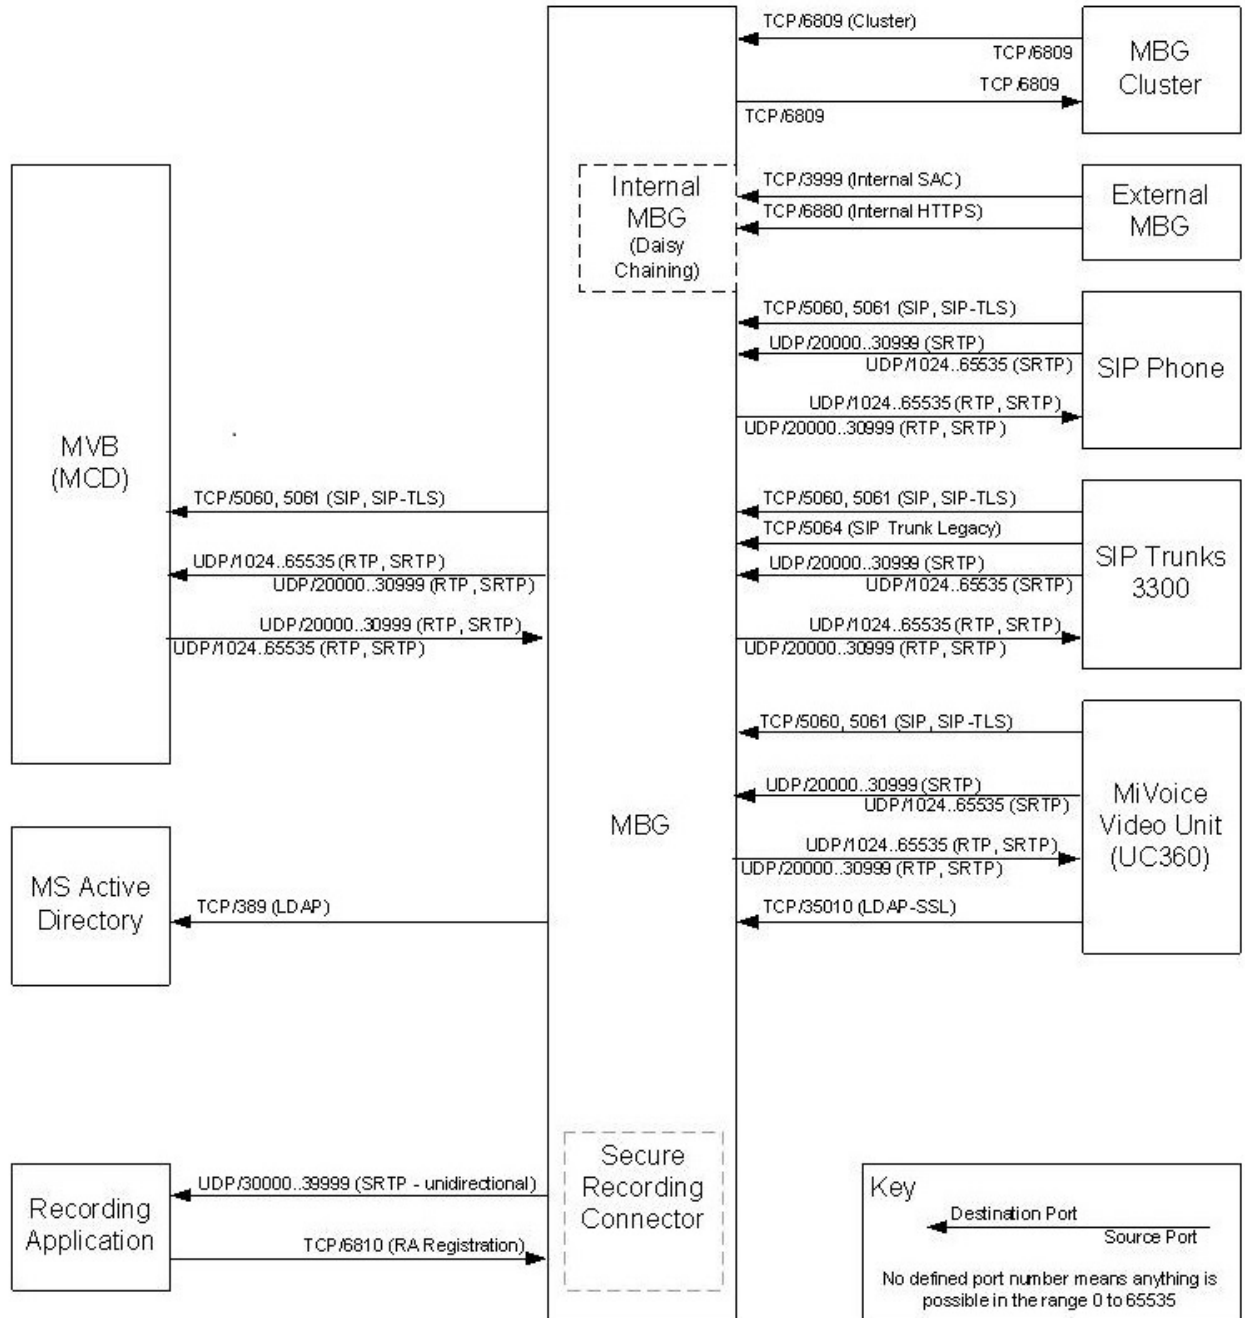 TCP/6809 (Cluster)
TCP/6809
TCP/6809
TCP/6809
MBG
Cluster
Internal
MBG
(Daisy
Chaining)
TCP/3999 (Internal SAC)
TCP/6880 (Internal HTTPS)
External
MBG
TCP/5060, 5061 (SIP, SIP-TLS)
UDP/20000..30999 (SRTP)
UDP/1024..65535 (SRTP)
UDP/1024..65535 (RTP, SRTP)
UDP/20000..30999 (RTP, SRTP)
SIP Phone
MVB
(MCD)
TCP/5060, 5061 (SIP, SIP-TLS)
UDP/1024..65535 (RTP, SRTP)
UDP/20000..30999 (RTP, SRTP)
UDP/20000..30999 (RTP, SRTP)
UDP/1024..65535 (RTP, SRTP)
TCP/5060, 5061 (SIP, SIP-TLS)
TCP/5064 (SIP Trunk Legacy)
UDP/20000..30999 (SRTP)
UDP/1024..65535 (SRTP)
UDP/1024..65535 (RTP, SRTP)
UDP/20000..30999 (RTP, SRTP)
SIP Trunks
3300
TCP/5060, 5061 (SIP, SIP-TLS)
UDP/20000..30999 (SRTP)
UDP/1024..65535 (SRTP)
UDP/1024..65535 (RTP, SRTP)
UDP/20000..30999 (RTP, SRTP)
TCP/35010 (LDAP-SSL)
MiVoice
Video Unit
(UC360)
MBG
MS Active
Directory
TCP/389 (LDAP)
Recording
Application
UDP/30000..39999 (SRTP - unidirectional)
TCP/6810 (RA Registration)
Secure
Recording
Connector
Key
Destination Port
Source Port
No defined port number means anything is
possible in the range 0 to 65535